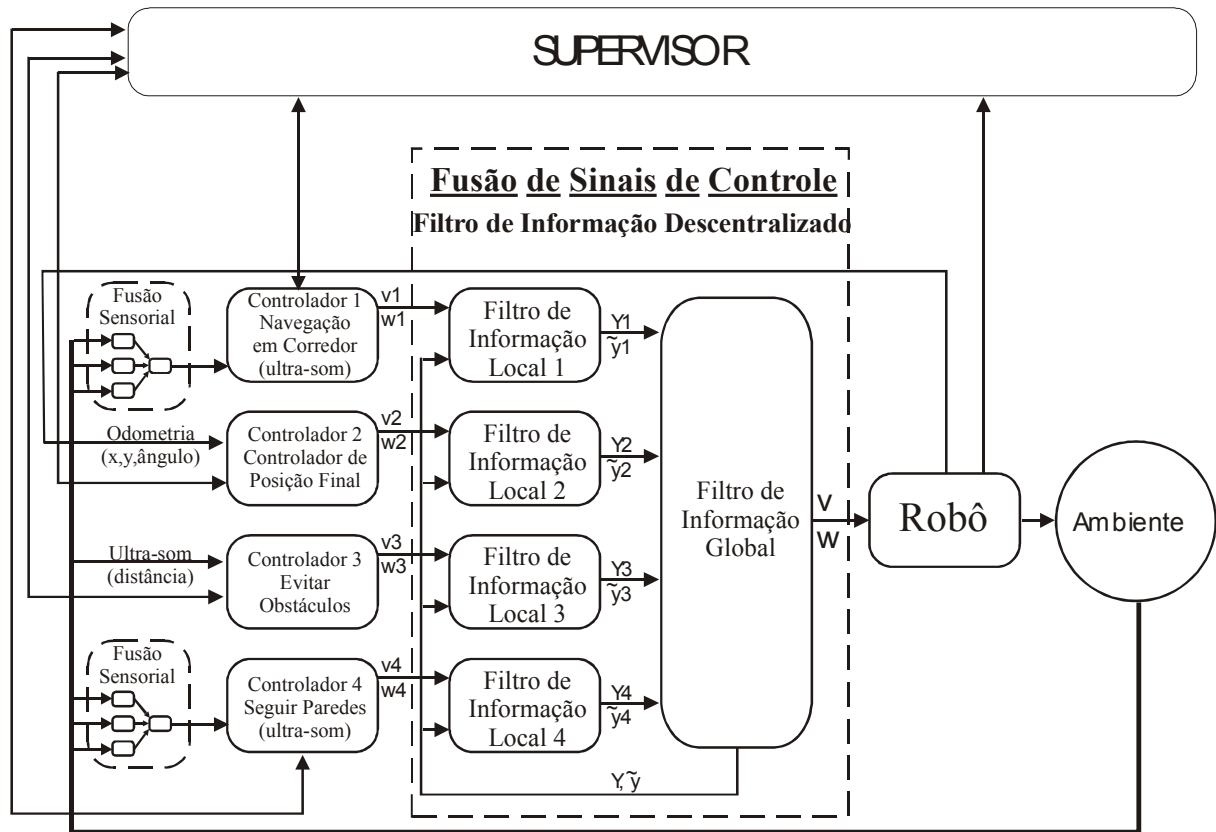 SUPERVISOR
Fusão de Sinais de Controle
Filtro de Informação Descentralizado
Fusão
Sensorial
Controlador 1
Navegação
em Corredor
(ultra-som)
v1
w1
Filtro de
Informação
Local 1
Y1
ỹ1
Odometria
(x,y,ângulo)
Controlador 2
Controlador de
Posição Final
v2
w2
Filtro de
Informação
Local 2
Y2
ỹ2
Ultra-som
(distância)
Controlador 3
Evitar
Obstáculos
v3
w3
Filtro de
Informação
Local 3
Y3
ỹ3
Fusão
Sensorial
Controlador 4
Seguir Paredes
(ultra-som)
v4
w4
Filtro de
Informação
Local 4
Y4
ỹ4
Filtro de
Informação
Global
Y, ỹ
v
w
Robô
Ambiente